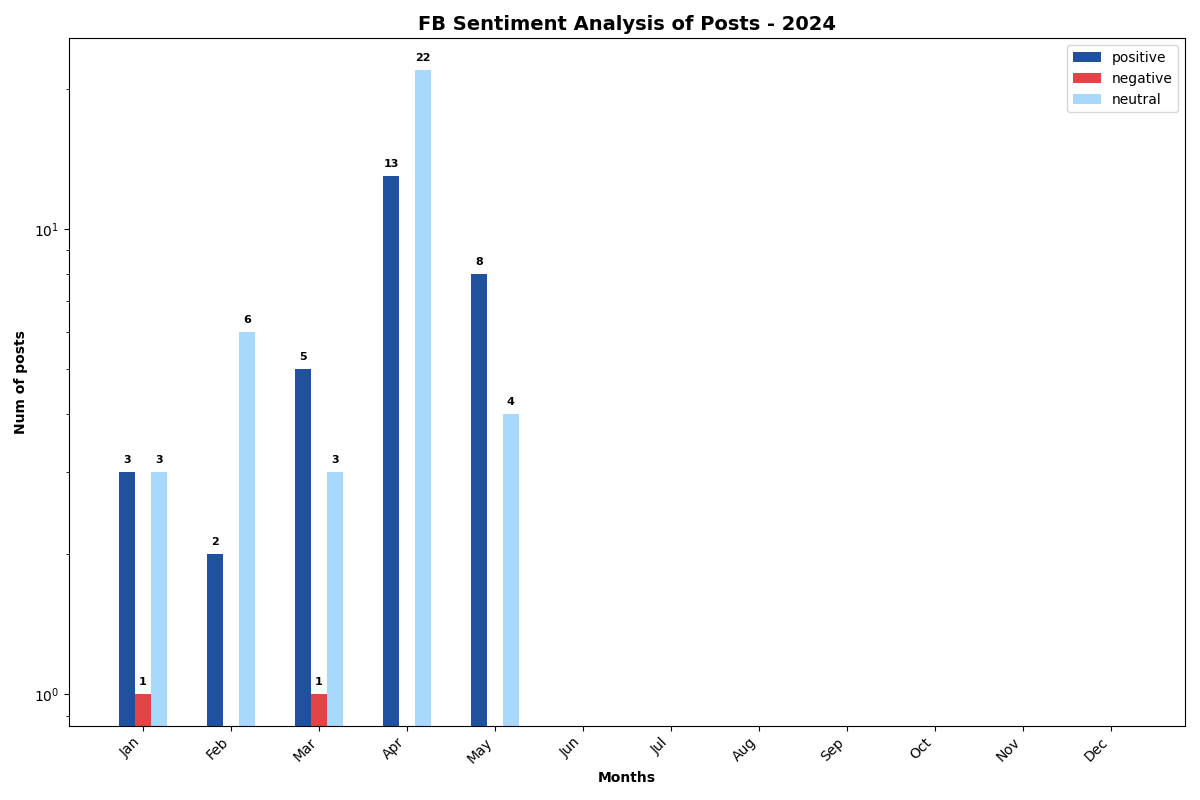 FB Sentiment Analysis of Posts - 2024
positive
negative
neutral
Num of posts
10¹
10⁰
3
1
3
2
6
5
1
3
13
22
8
4
Jan
Feb
Mar
Apr
May
Jun
Jul
Aug
Sep
Oct
Nov
Dec
Months